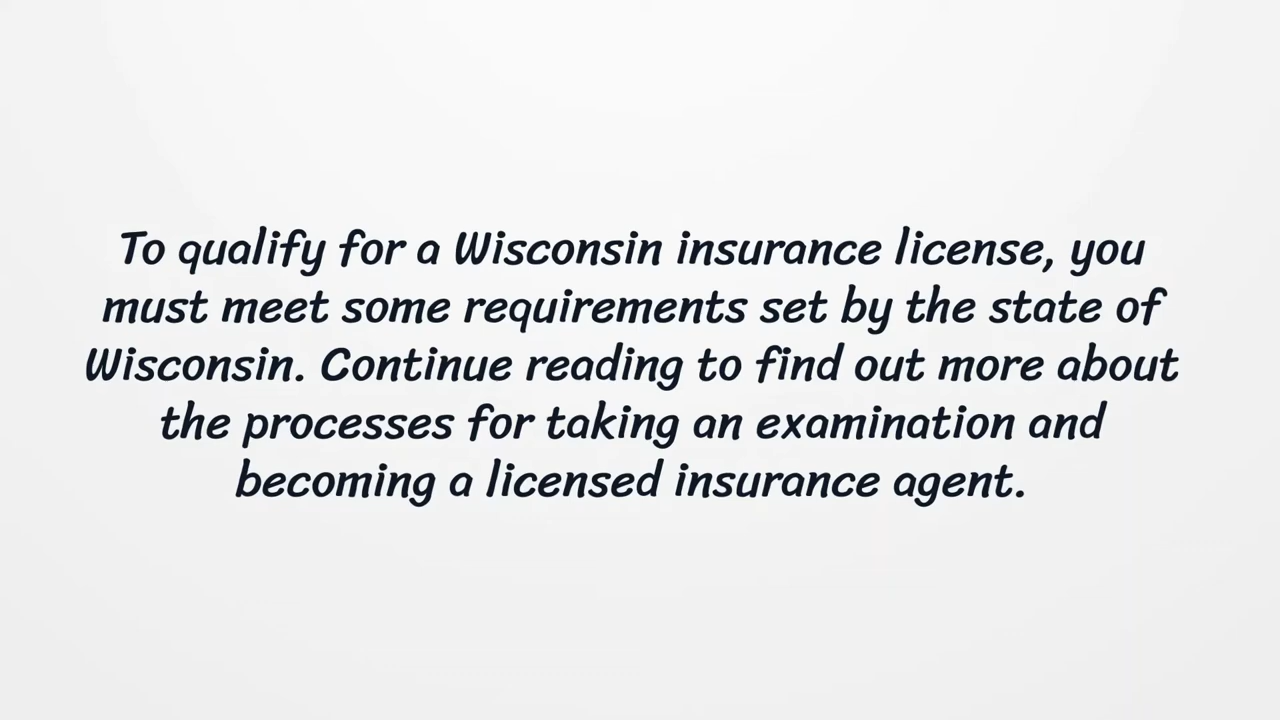 To qualify for a Wisconsin insurance license, you
must meet some requirements set by the state of
Wisconsin. Continue reading to find out more about
the processes for taking an examination and
becoming a licensed insurance agent.